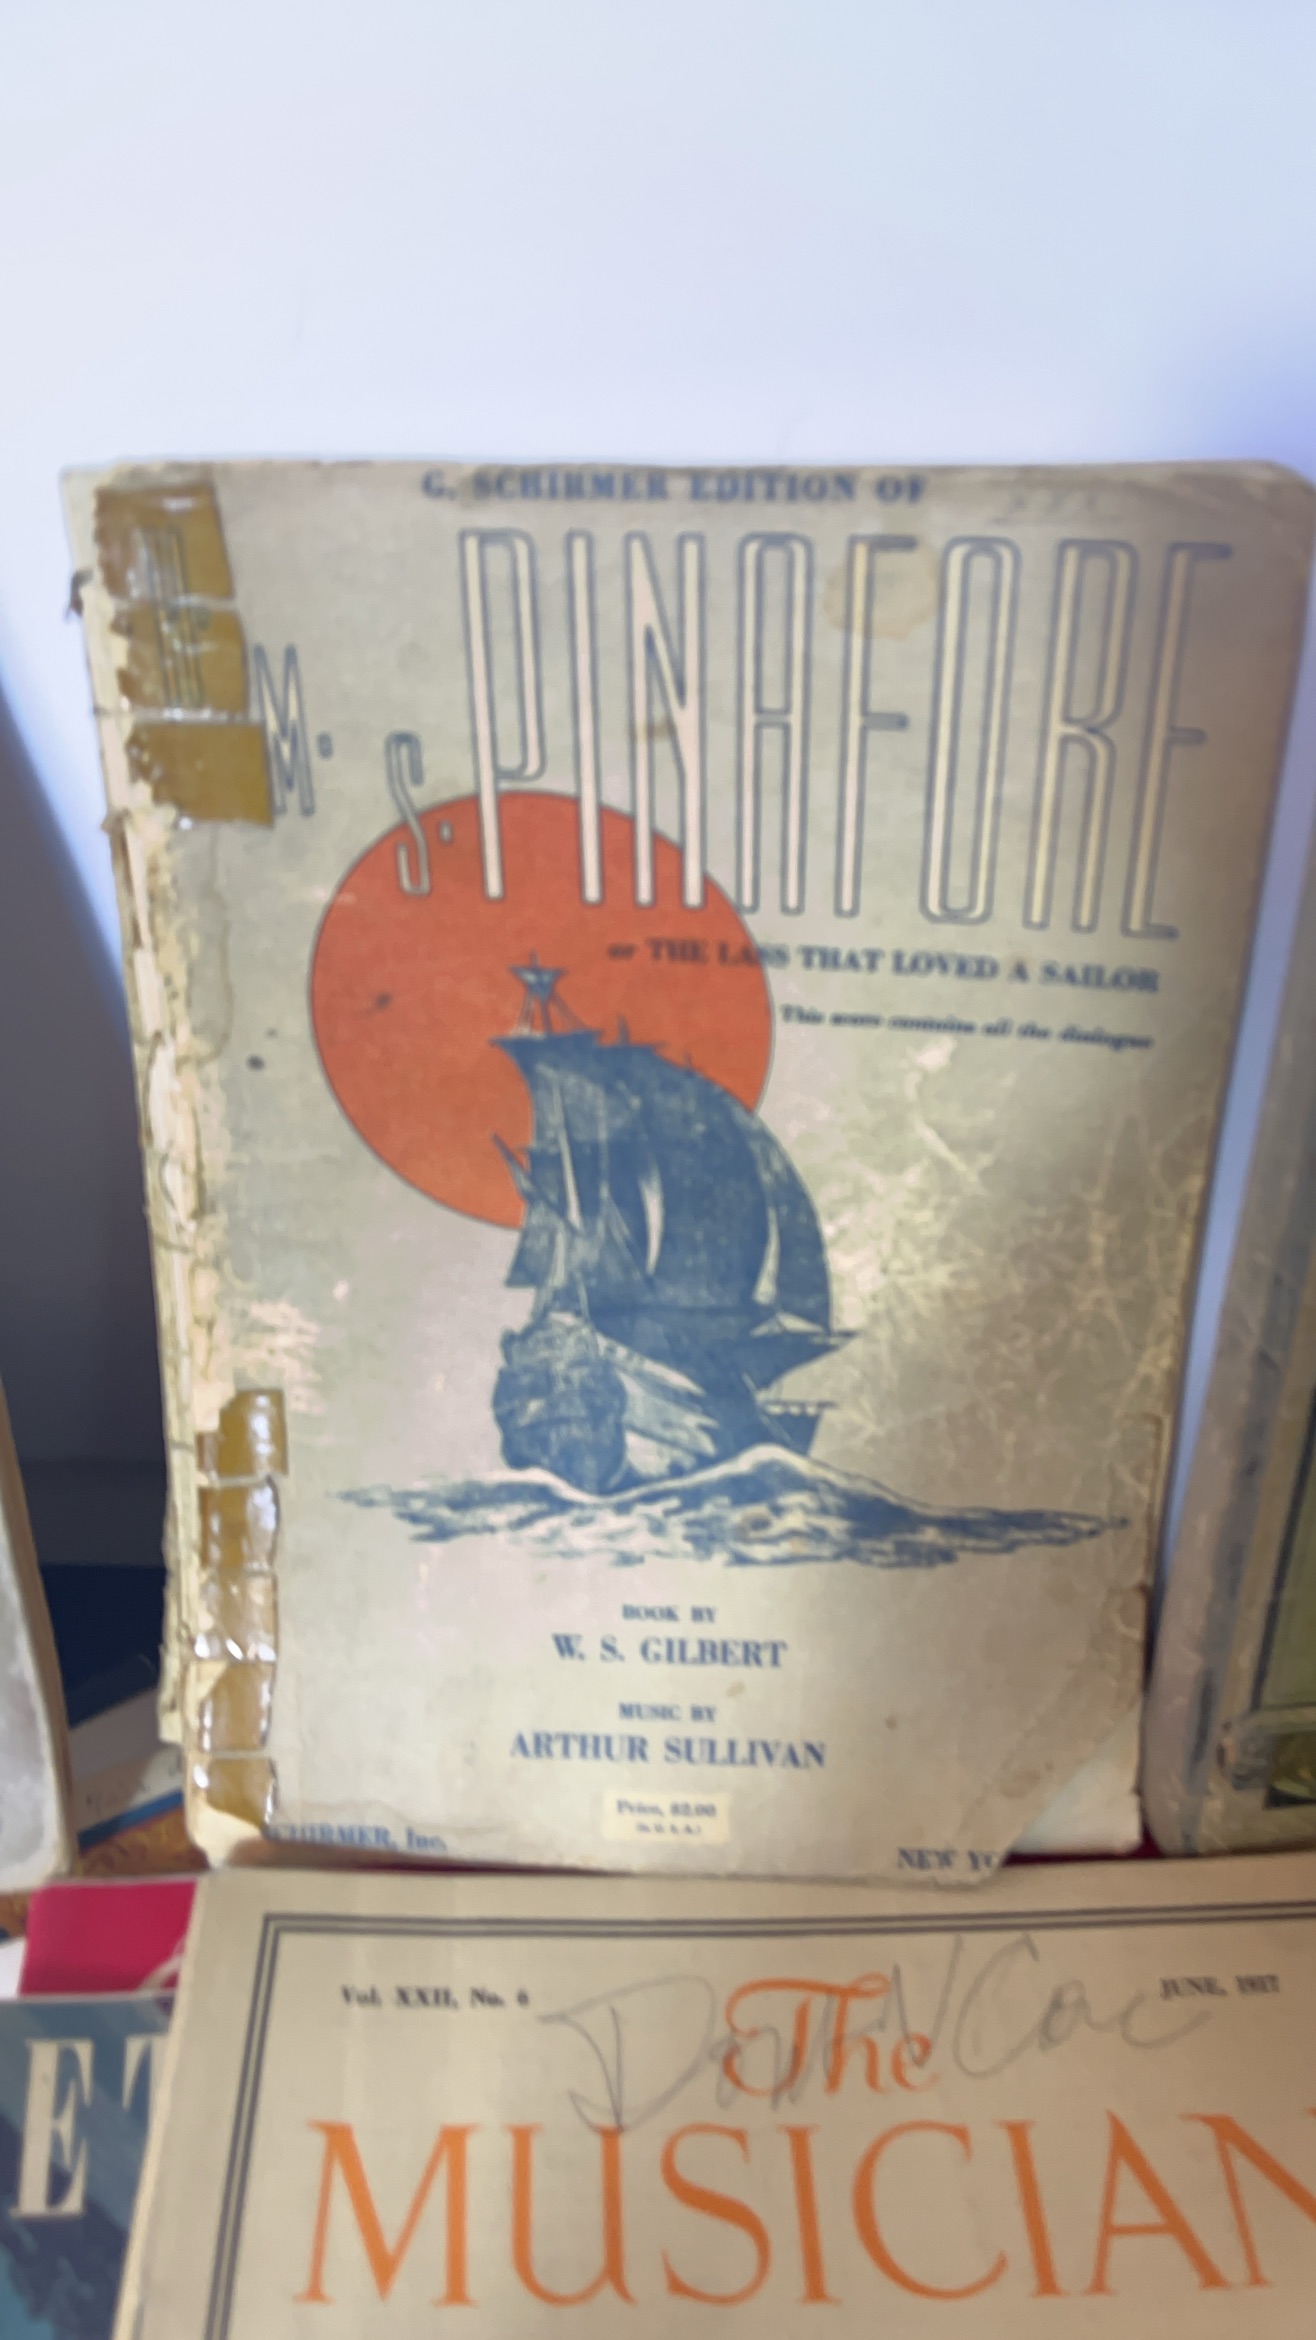 G. SCHIRMER EDITION OF
H.
M.
S. PINAFORE
or THE LASS THAT LOVED A SAILOR
This score contains all the dialogue
BOOK BY
W. S. GILBERT
MUSIC BY
ARTHUR SULLIVAN
Price, $2.00
(In U.S.A.)
SCHIRMER, Inc.
NEW YO
Vol. XXII, No. 6
JUNE, 1917
The
MUSICIAN
ET